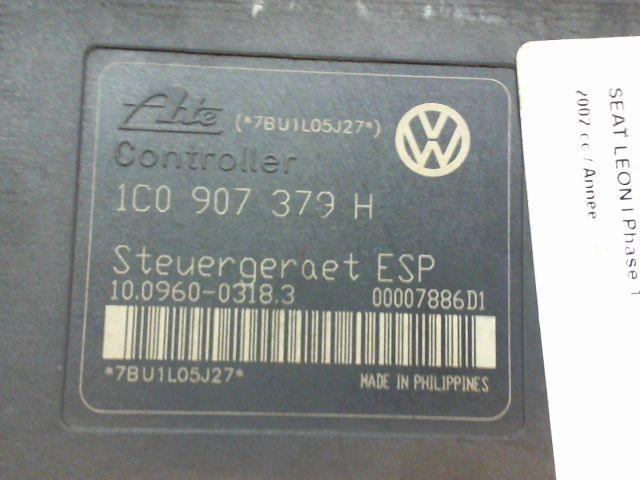 Ate (*7BU1L05J27*)
Controller
1C0 907 379 H
Steuergeraet ESP
10.0960-0318.3 00007886D1
*7BU1L05J27*
MADE IN PHILIPPINES
SEAT LEON I Phase 1
2002 cc / Annee